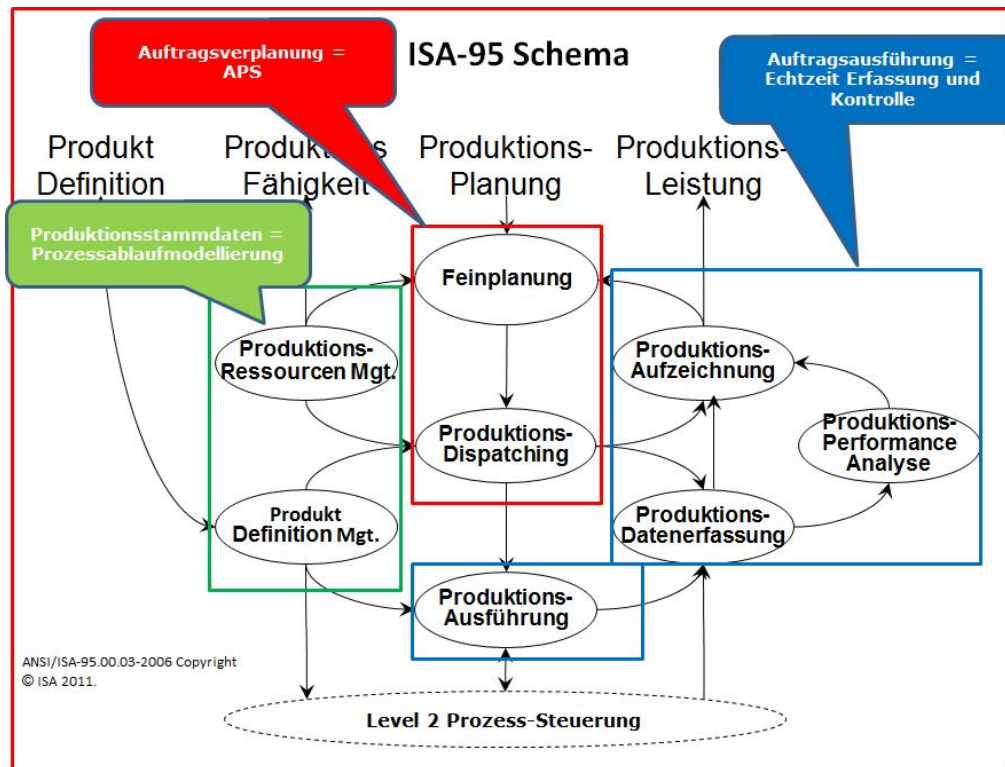 Auftragsverplanung =
APS
ISA-95 Schema
Auftragsausführung =
Echtzeit Erfassung und
Kontrolle
Produkt
Definition
Fähigkeit
Produktions-
Planung
Produktions-
Leistung
Produktionsstammdaten =
Prozessablaufmodellierung
Feinplanung
Produktions-
Ressourcen Mgt.
Produktions-
Aufzeichnung
Produktions-
Dispatching
Produktions-
Performance
Analyse
Produkt
Definition Mgt.
Produktions-
Datenerfassung
Produktions-
Ausführung
ANSI/ISA-95.00.03-2006 Copyright
© ISA 2011.
Level 2 Prozess-Steuerung